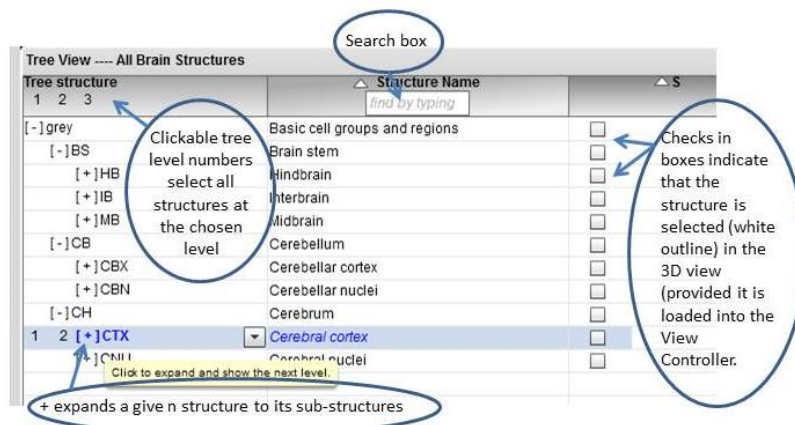 Search box
Tree View ---- All Brain Structures
Tree structure
Structure Name
S
1 2 3
find by typing
[-]grey
Basic cell groups and regions
[-]BS
Brain stem
[+]HB
Hindbrain
[+]IB
Interbrain
[+]MB
Midbrain
[-]CB
Cerebellum
[+]CBX
Cerebellar cortex
[+]CBN
Cerebellar nuclei
[-]CH
Cerebrum
1 2 [+]CTX
Cerebral cortex
[+]CNU
Cerebral nuclei
Click to expand and show the next level.
Clickable tree
level numbers
select all
structures at
the chosen
level
Checks in
boxes indicate
that the
structure is
selected (white
outline) in the
3D view
(provided it is
loaded into the
View
Controller.
+ expands a give n structure to its sub-structures